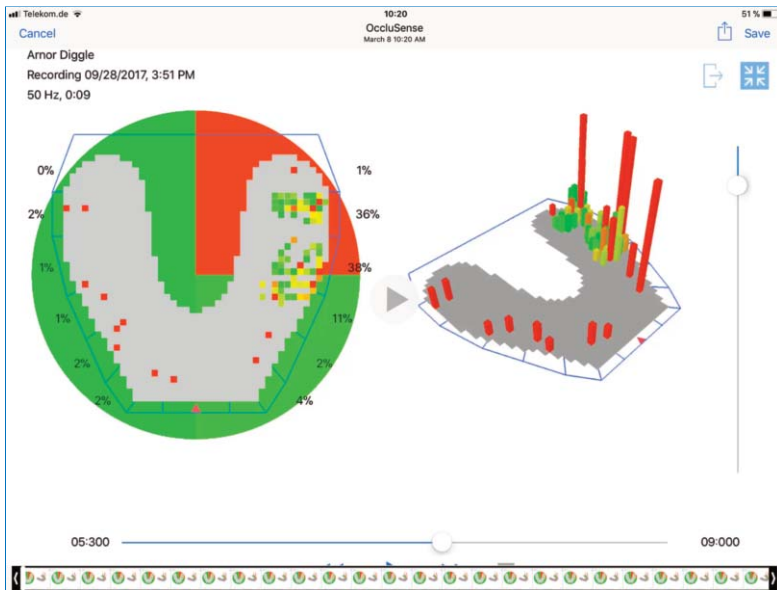 Telekom.de
10:20
51 %
Cancel
OccluSense
March 8 10:20 AM
Save
Arnor Diggle
Recording 09/28/2017, 3:51 PM
50 Hz, 0:09
0%
1%
2%
36%
1%
38%
1%
11%
2%
2%
2%
4%
05:300
09:000